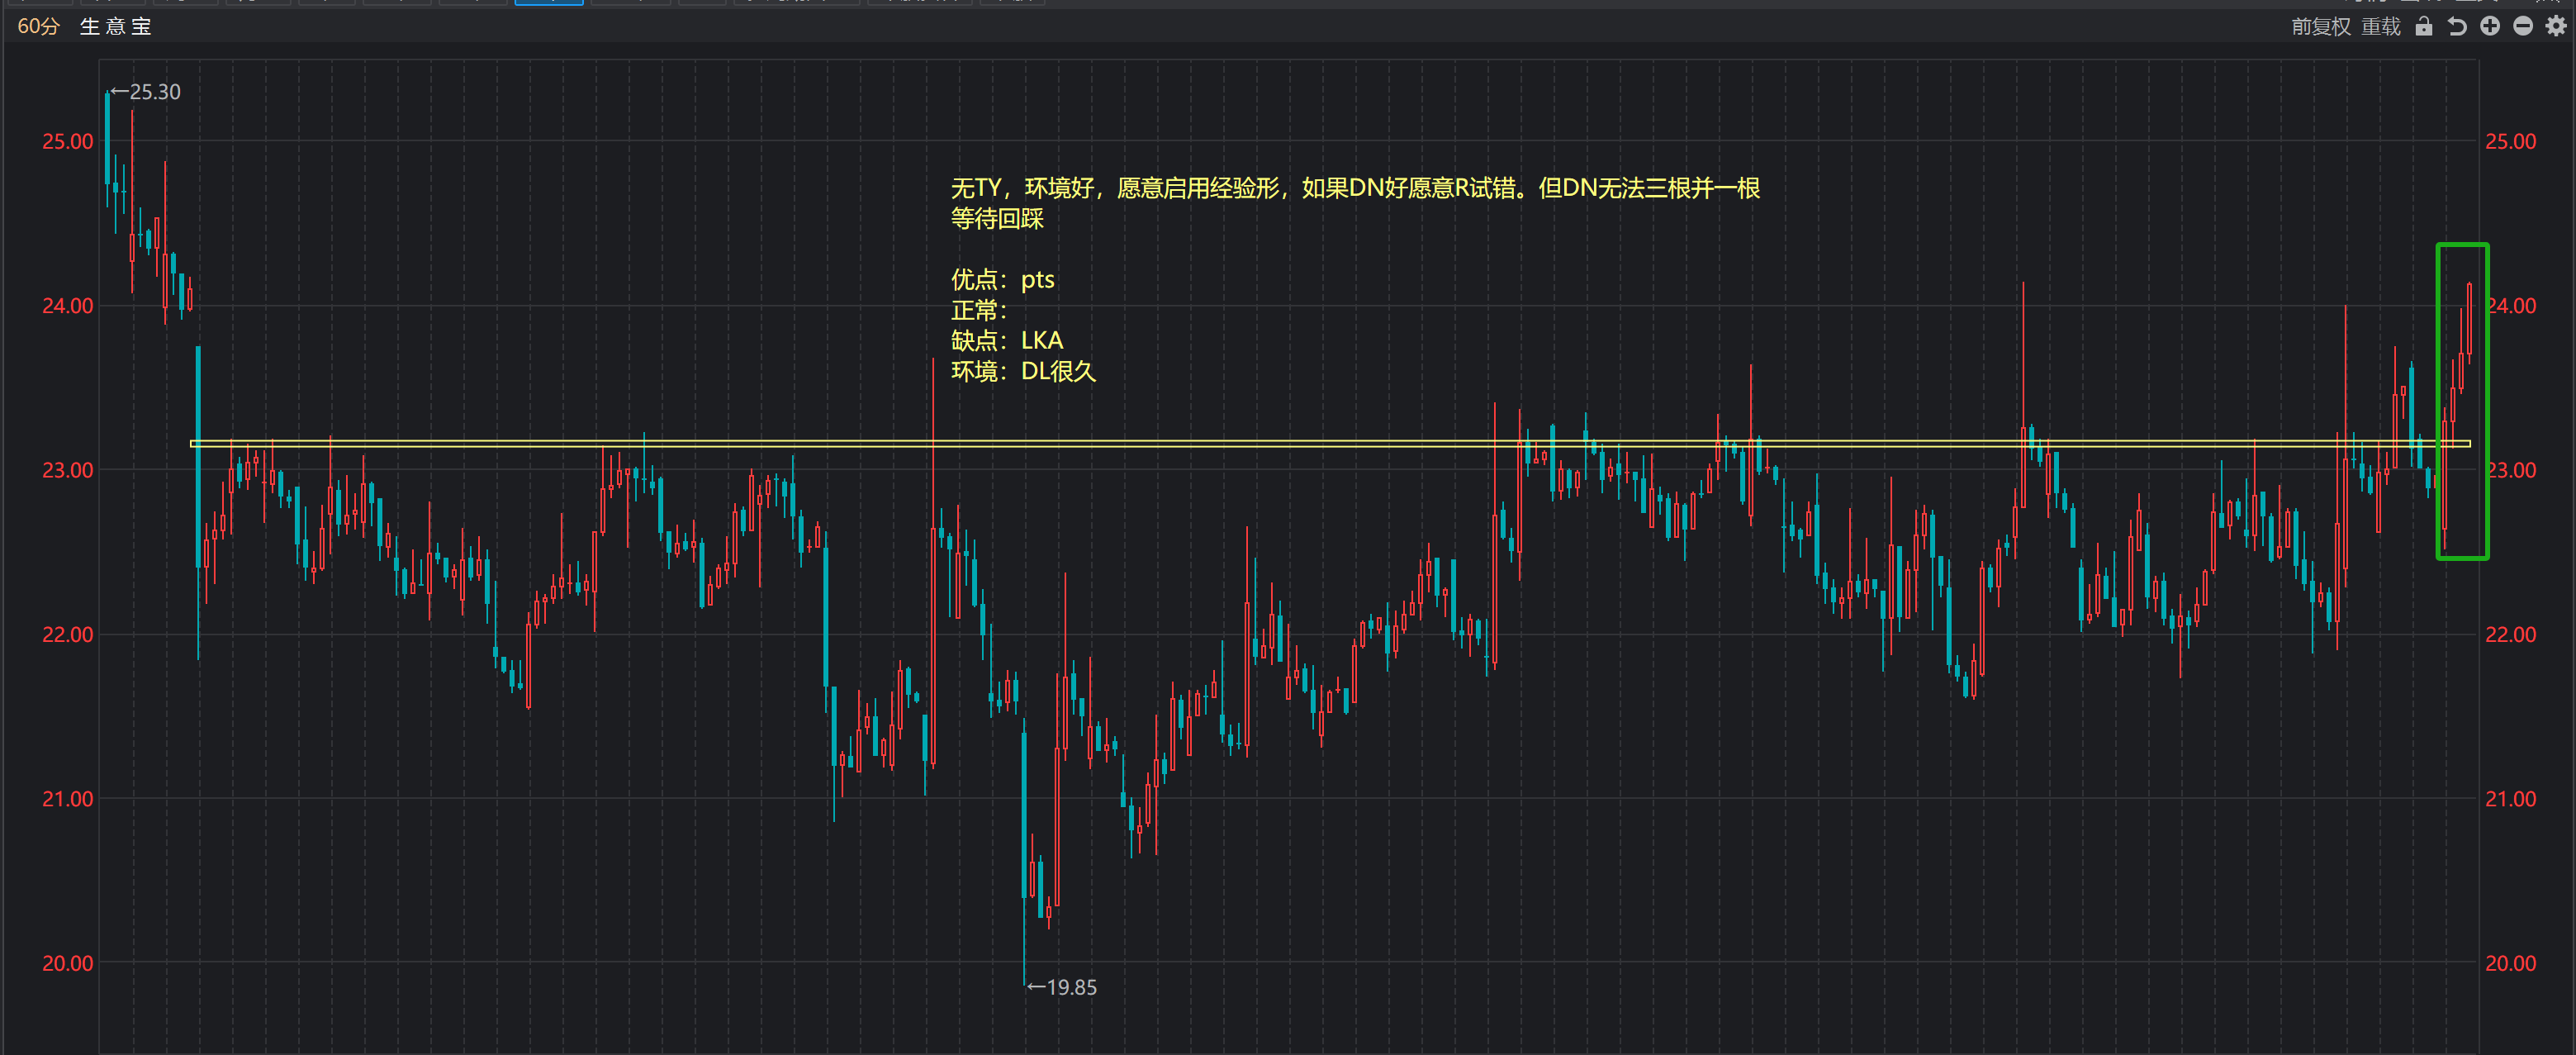 60分 生意宝
前复权 重载
←25.30
25.00 25.00
无TY，环境好，愿意启用经验形，如果DN好愿意R试错。但DN无法三根并一根
等待回踩
优点：pts
正常：
缺点：LKA
环境：DL很久
24.00 24.00
23.00 23.00
22.00 22.00
21.00 21.00
20.00 20.00
←19.85